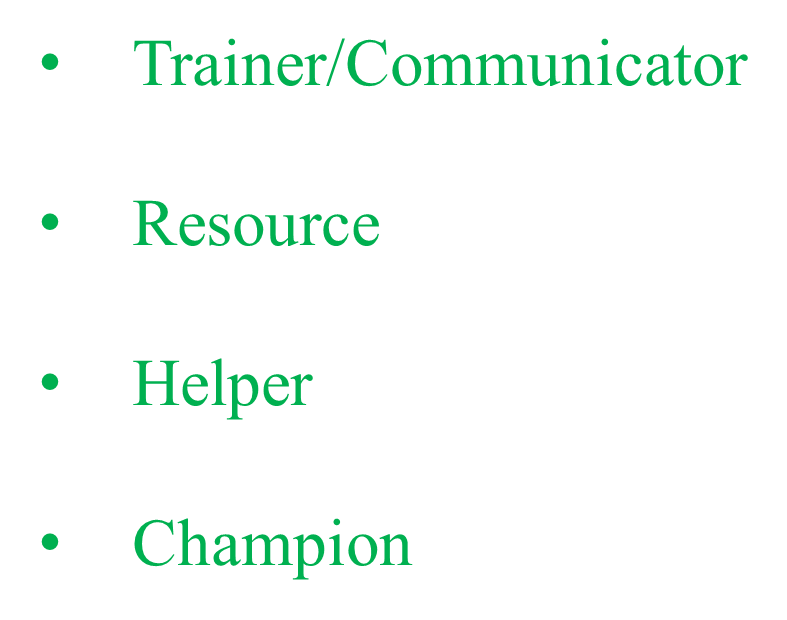 • Trainer/Communicator
• Resource
• Helper
• Champion